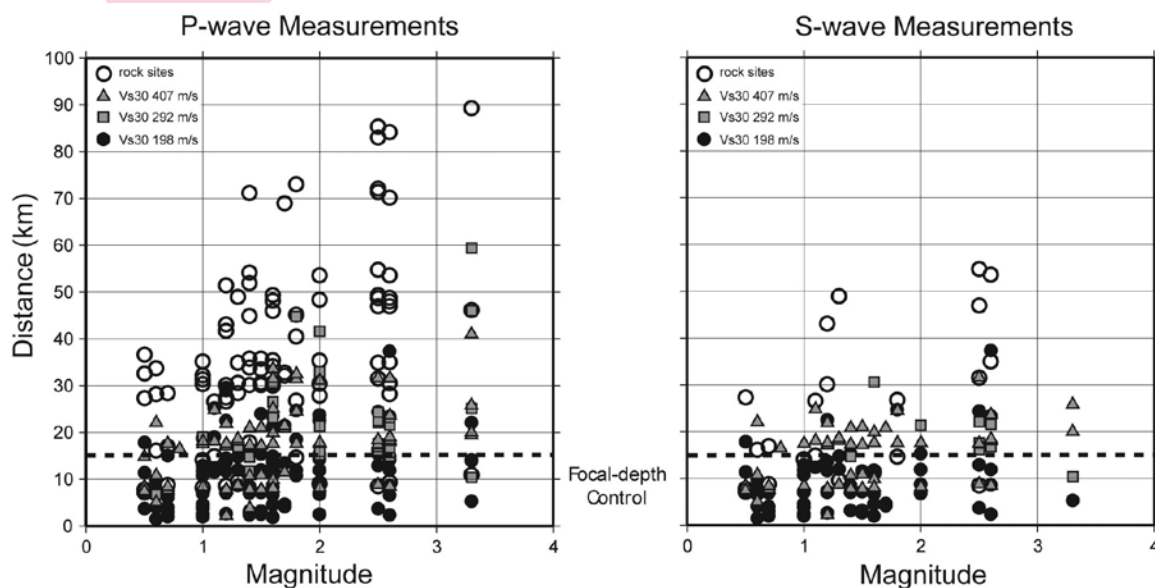 P-wave Measurements
S-wave Measurements
100
90
80
70
60
50
40
30
20
10
0
Distance (km)
rock sites
Vs30 407 m/s
Vs30 292 m/s
Vs30 198 m/s
rock sites
Vs30 407 m/s
Vs30 292 m/s
Vs30 198 m/s
Focal-depth
Control
0 1 2 3 4
0 1 2 3 4
Magnitude
Magnitude